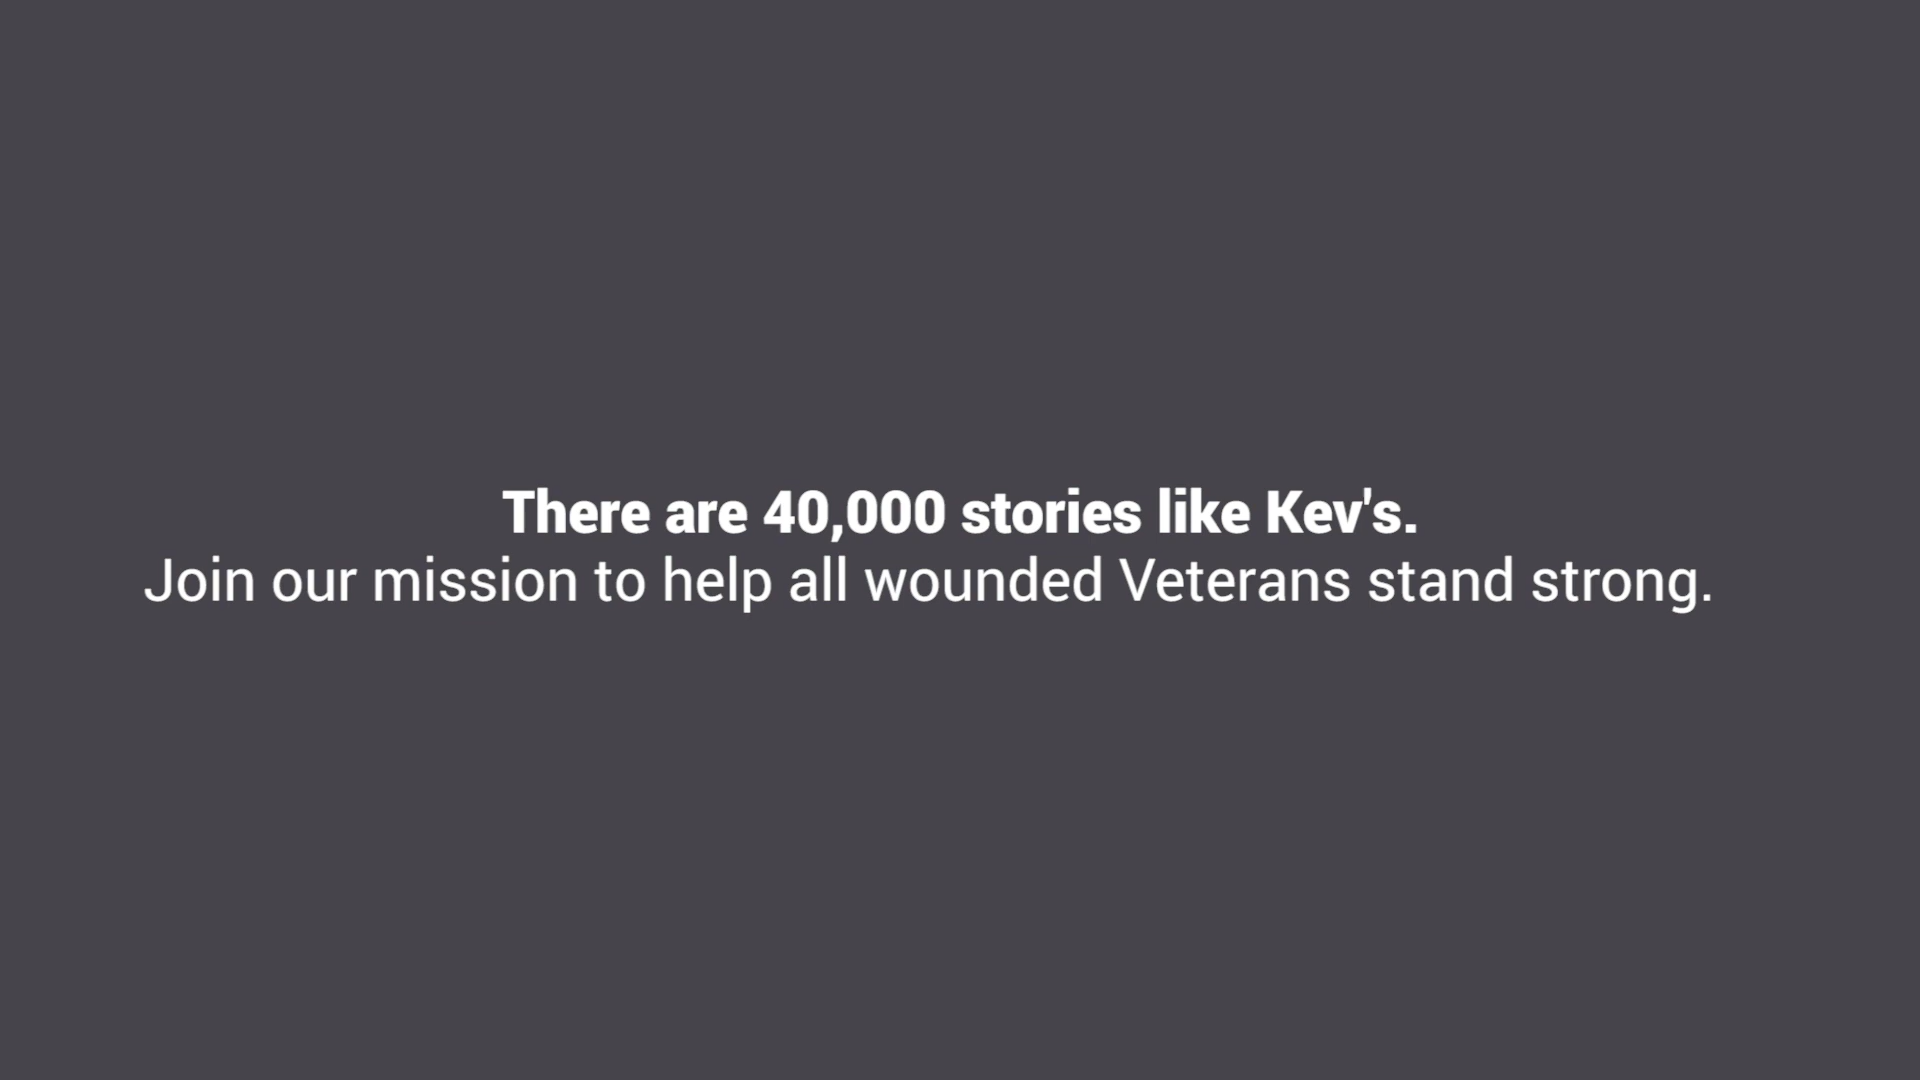 There are 40,000 stories like Kev's.
Join our mission to help all wounded Veterans stand strong.